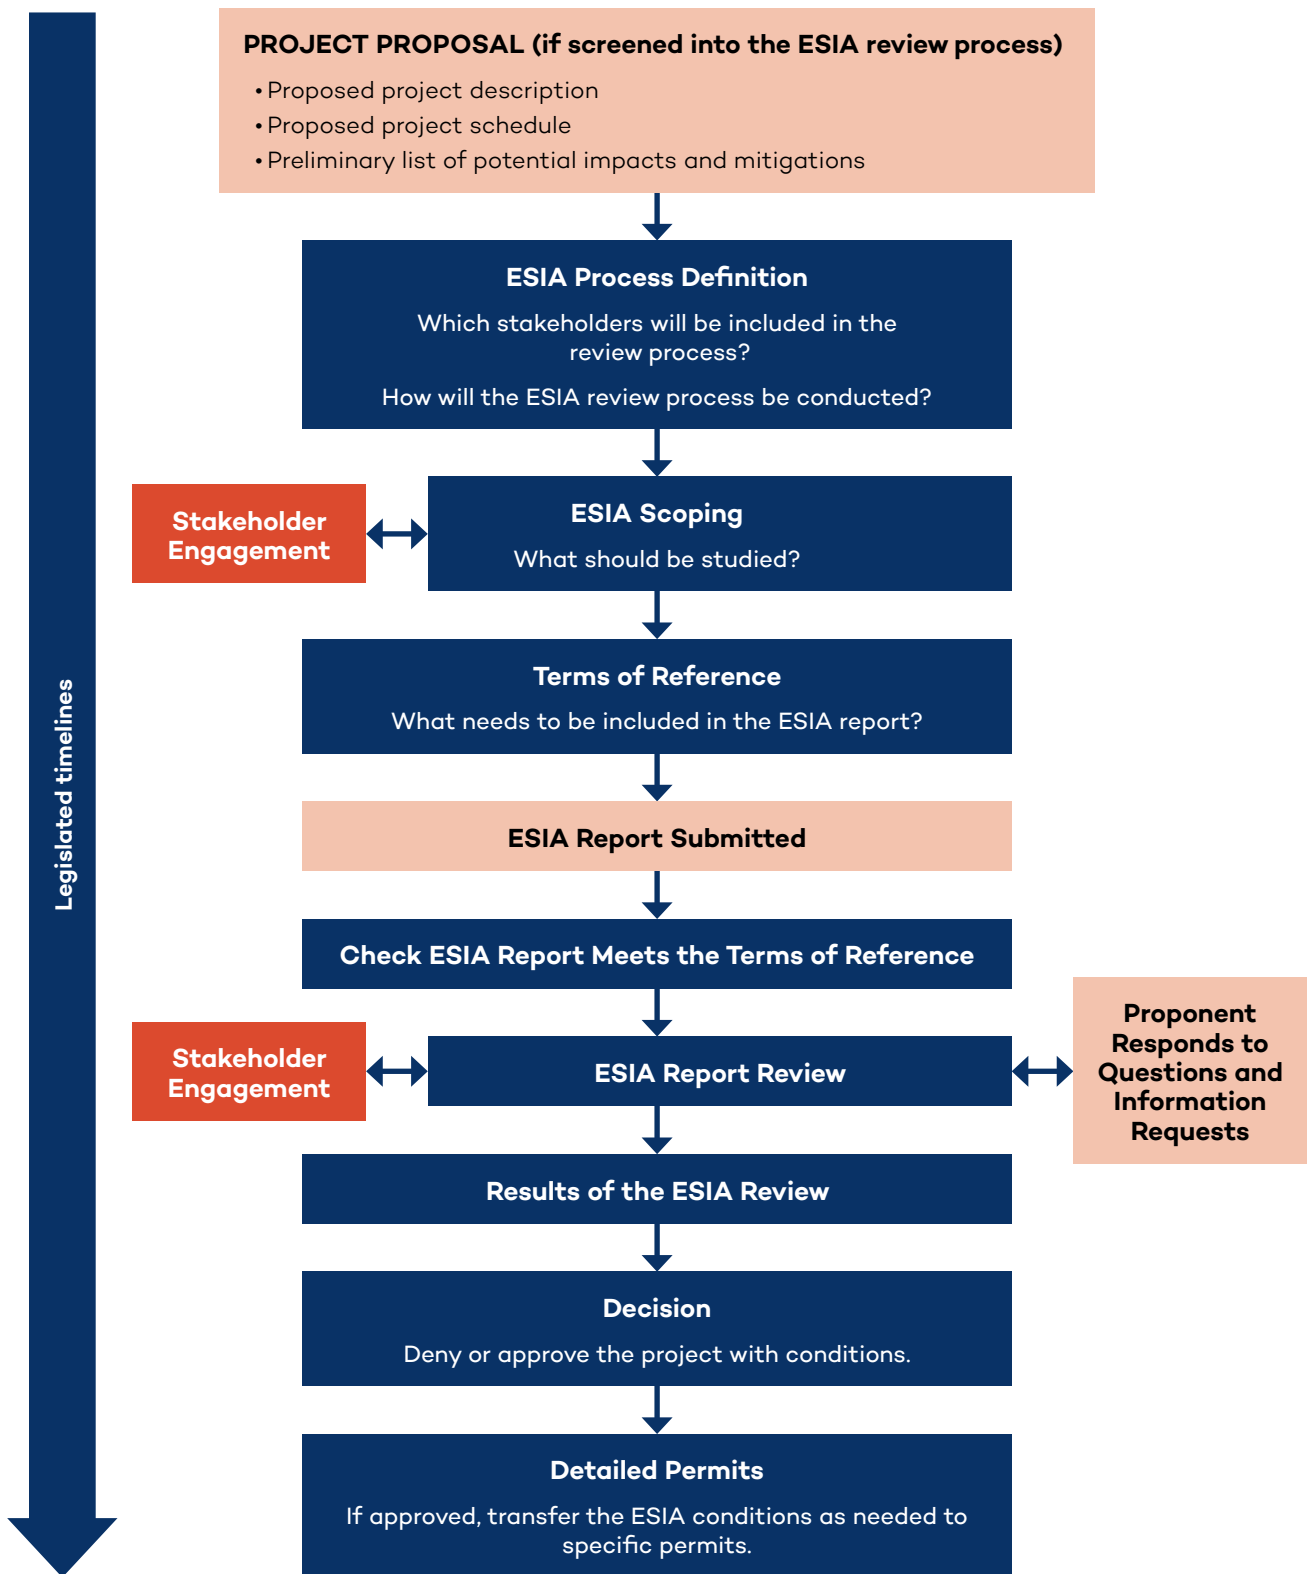 PROJECT PROPOSAL (if screened into the ESIA review process)
• Proposed project description
• Proposed project schedule
• Preliminary list of potential impacts and mitigations
ESIA Process Definition
Which stakeholders will be included in the
review process?
How will the ESIA review process be conducted?
Stakeholder
Engagement
ESIA Scoping
What should be studied?
Terms of Reference
What needs to be included in the ESIA report?
Legislated timelines
ESIA Report Submitted
Check ESIA Report Meets the Terms of Reference
Stakeholder
Engagement
ESIA Report Review
Proponent
Responds to
Questions and
Information
Requests
Results of the ESIA Review
Decision
Deny or approve the project with conditions.
Detailed Permits
If approved, transfer the ESIA conditions as needed to
specific permits.